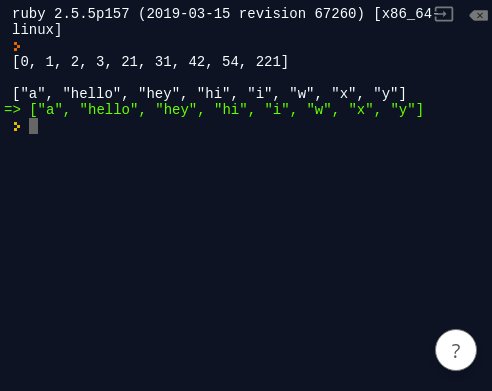 ruby 2.5.5p157 (2019-03-15 revision 67260) [x86_64-
linux]
[0, 1, 2, 3, 21, 31, 42, 54, 221]
["a", "hello", "hey", "hi", "i", "w", "x", "y"]
=> ["a", "hello", "hey", "hi", "i", "w", "x", "y"]
?